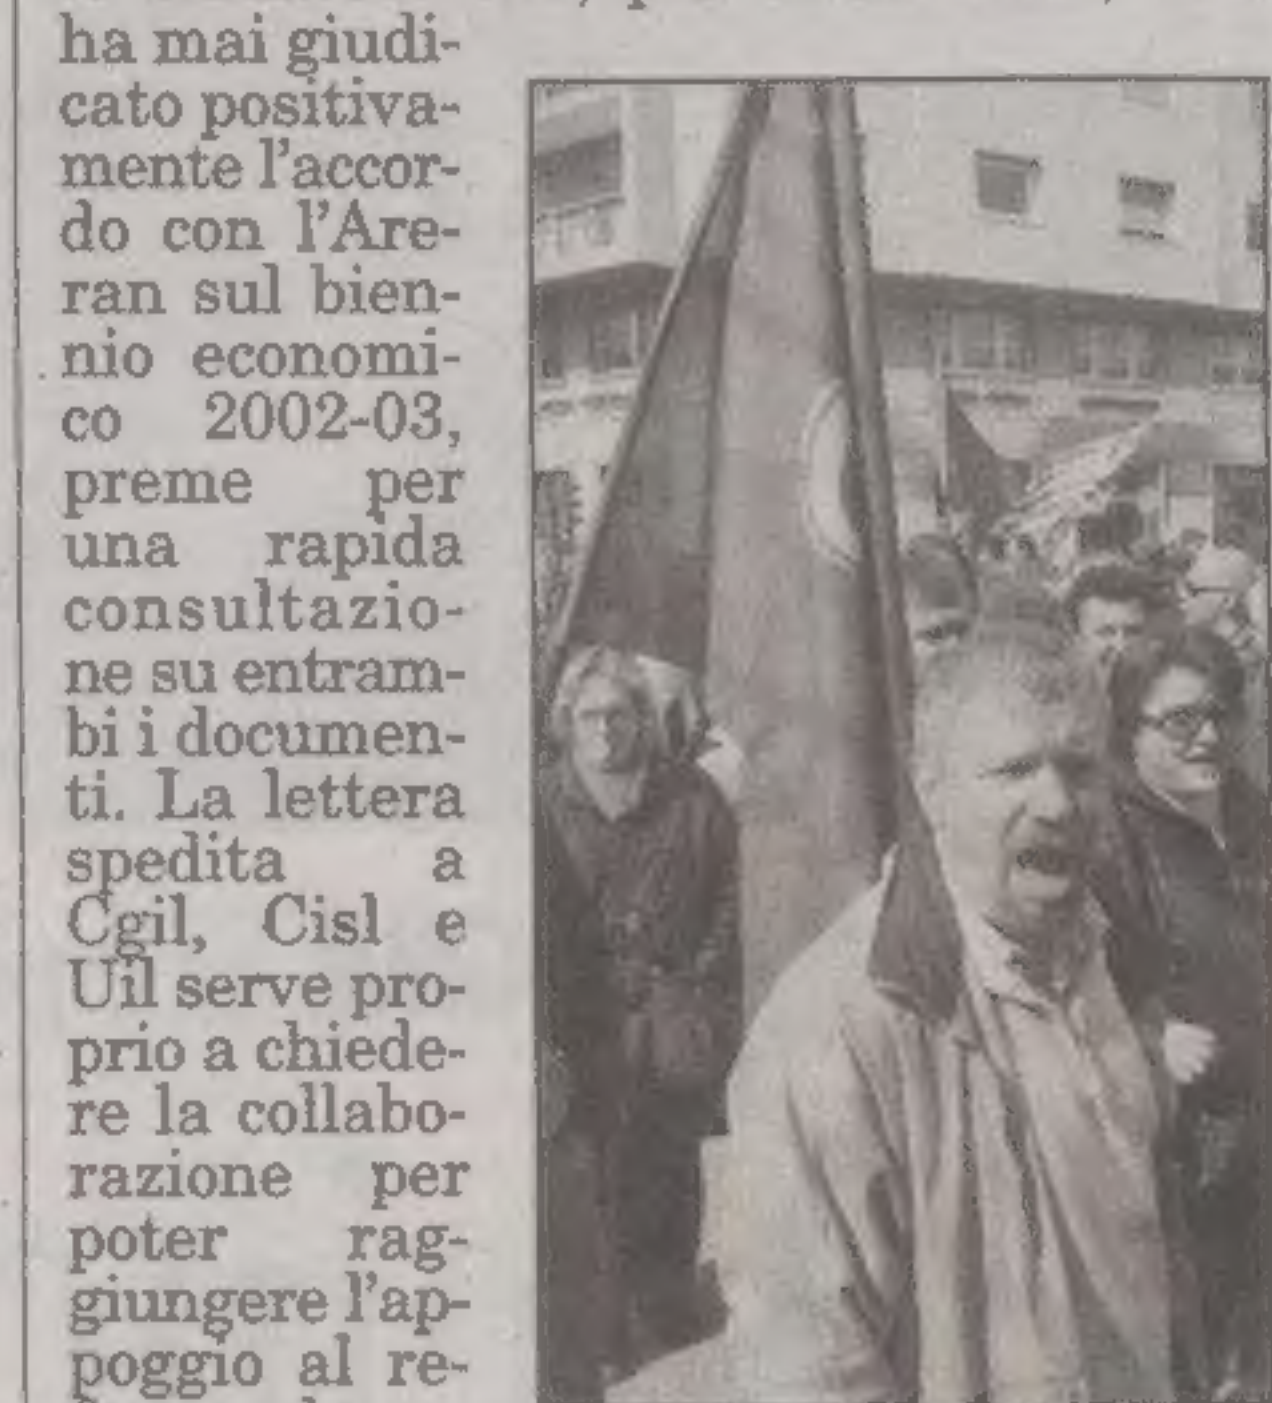 ha mai giudi-
cato positiva-
mente l'accor-
do con l'Are-
ran sul bien-
nio economi-
co 2002-03,
preme per
una rapida
consultazio-
ne su entram-
bi i documen-
ti. La lettera
spedita a
Cgil, Cisl e
Uil serve pro-
prio a chiede-
re la collabo-
razione per
poter rag-
giungere l'ap-
poggio al re-